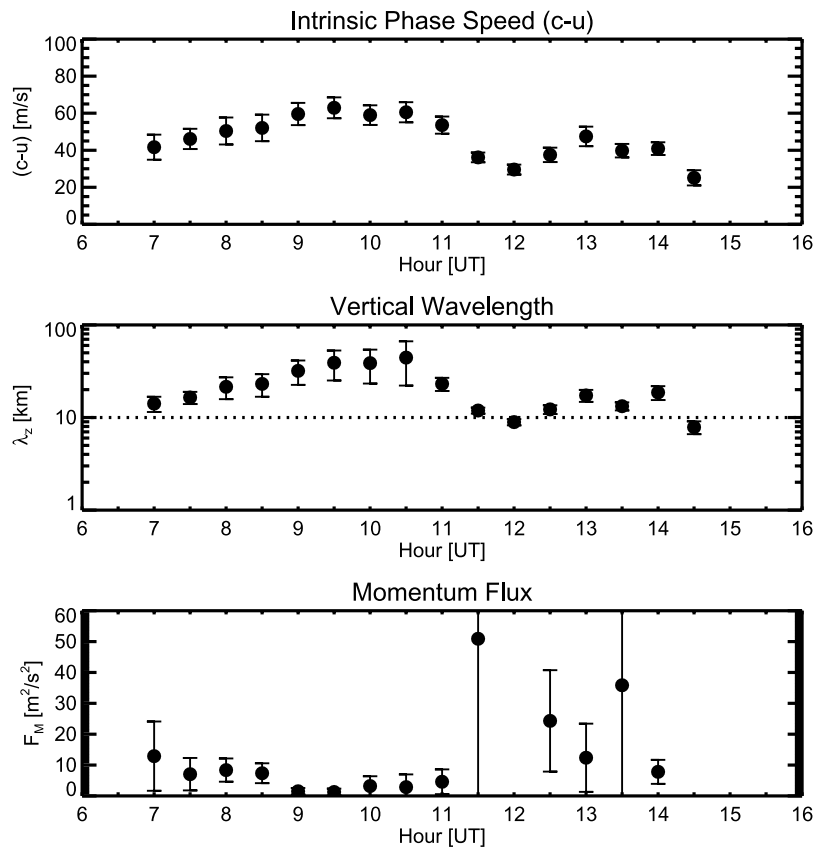 Intrinsic Phase Speed (c-u)
100
80
60
40
20
0
(c-u) [m/s]
6 7 8 9 10 11 12 13 14 15 16
Hour [UT]
Vertical Wavelength
100
10
1
λz [km]
6 7 8 9 10 11 12 13 14 15 16
Hour [UT]
Momentum Flux
60
50
40
30
20
10
0
FM [m²/s²]
6 7 8 9 10 11 12 13 14 15 16
Hour [UT]